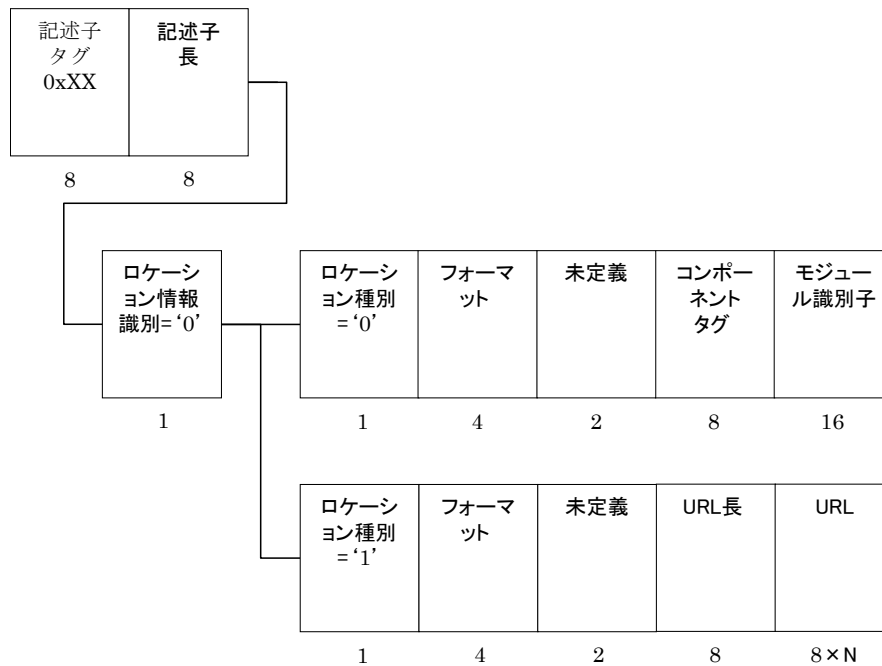 記述子
タグ
0xXX
記述子
長
8
8
ロケーシ
ョン情報
識別=‘0’
1
ロケーシ
ョン種別
=‘0’
フォーマ
ット
未定義
コンポー
ネント
タグ
モジュー
ル識別子
1
4
2
8
16
ロケーシ
ョン種別
=‘1’
フォーマ
ット
未定義
URL長
URL
1
4
2
8
8×N